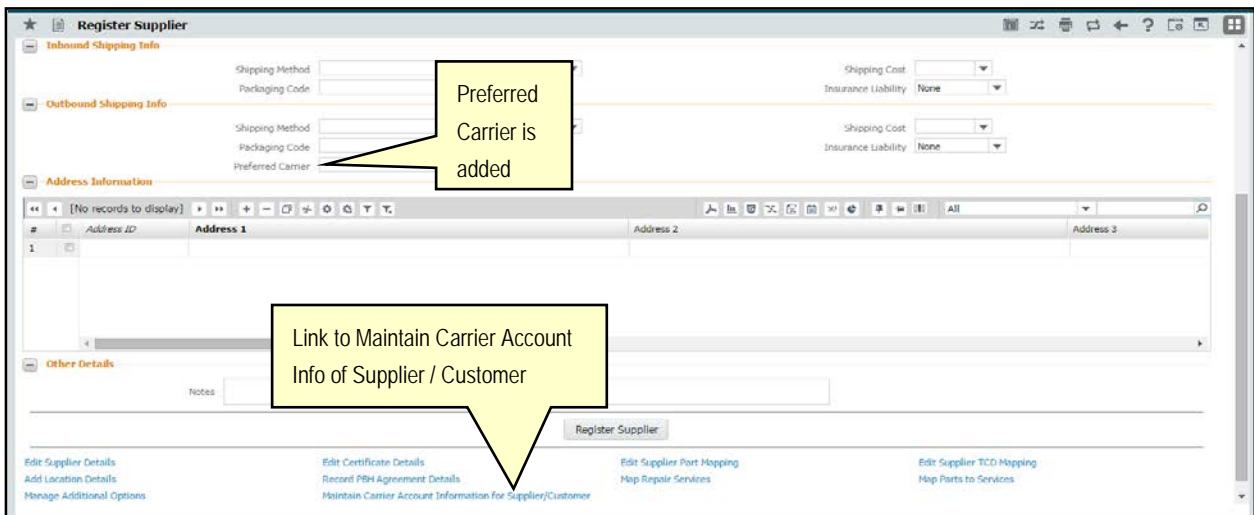 Register Supplier
Inbound Shipping Info
Shipping Method Shipping Cost
Packaging Code Insurance Liability None
Outbound Shipping Info
Shipping Method Shipping Cost
Packaging Code Insurance Liability None
Preferred Carrier
Preferred
Carrier is
added
Address Information
[No records to display] All
# Address ID Address 1 Address 2 Address 3
1
Link to Maintain Carrier Account
Info of Supplier / Customer
Other Details
Notes
Register Supplier
Edit Supplier Details Edit Certificate Details Edit Supplier Part Mapping Edit Supplier TCD Mapping
Add Location Details Record PBH Agreement Details Map Repair Services Map Parts to Services
Manage Additional Options Maintain Carrier Account Information for Supplier/Customer